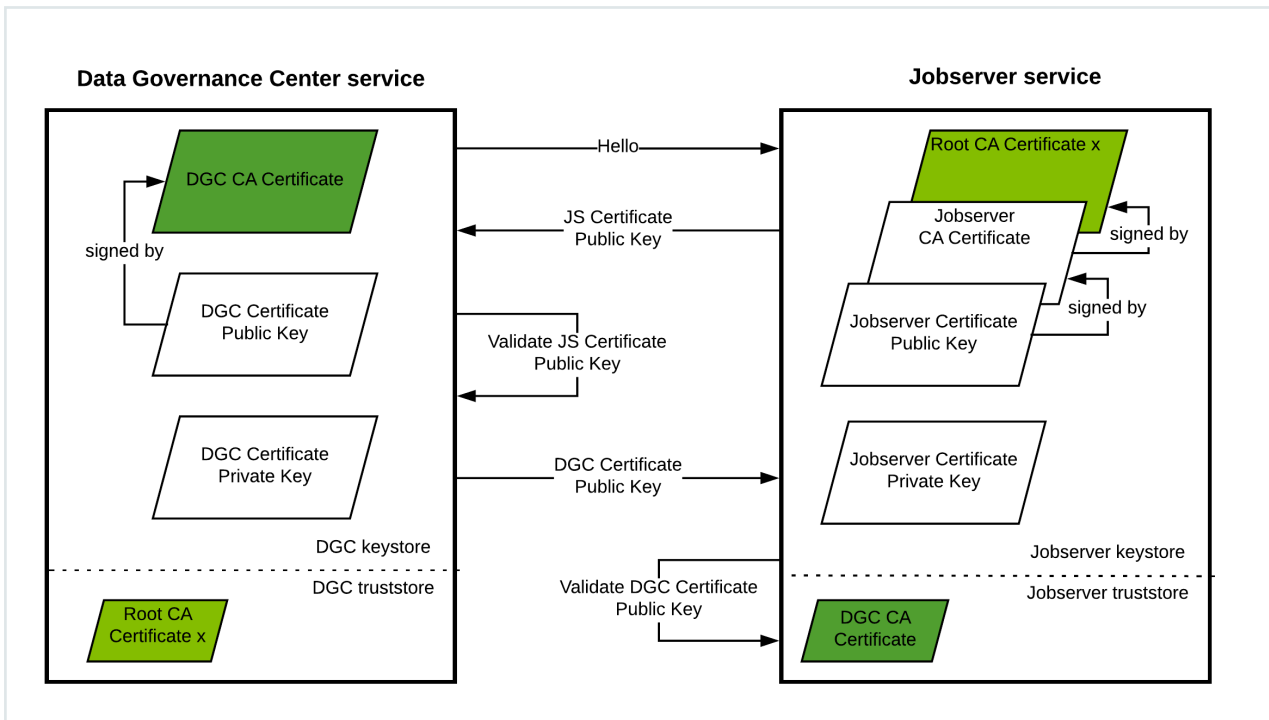 Data Governance Center service
Jobserver service
DGC CA Certificate
signed by
DGC Certificate
Public Key
DGC Certificate
Private Key
DGC keystore
DGC truststore
Root CA
Certificate x
Hello
JS Certificate
Public Key
Validate JS Certificate
Public Key
DGC Certificate
Public Key
Validate DGC Certificate
Public Key
Root CA Certificate x
Jobserver
CA Certificate
signed by
signed by
Jobserver Certificate
Public Key
Jobserver Certificate
Private Key
Jobserver keystore
Jobserver truststore
DGC CA
Certificate